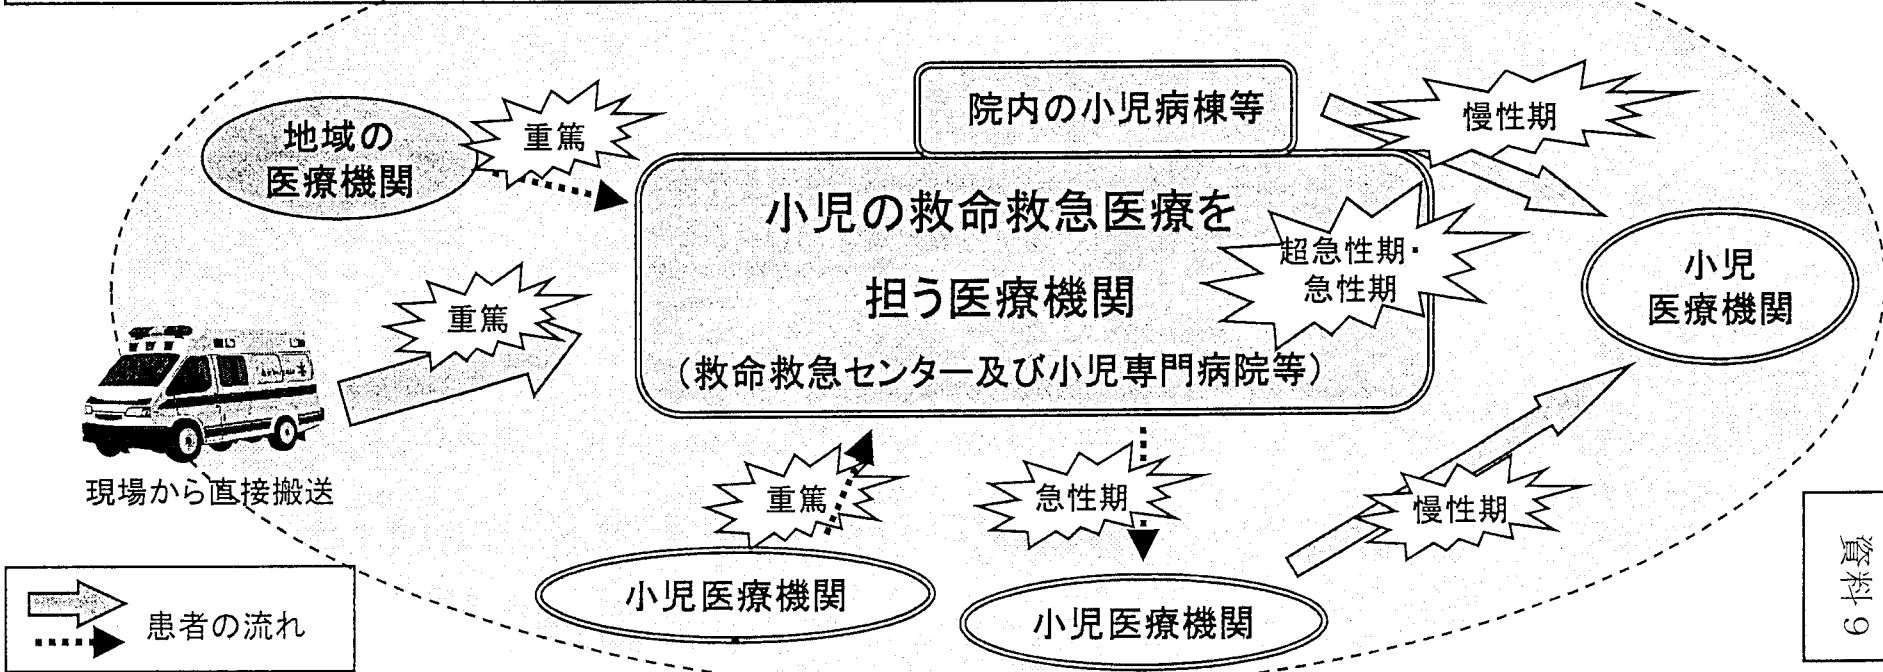 院内の小児病棟等
慢性期
地域の
医療機関
重篤
小児の救命救急医療を
担う医療機関
（救命救急センター及び小児専門病院等）
超急性期・
急性期
小児
医療機関
重篤
現場から直接搬送
重篤
急性期
慢性期
小児医療機関
小児医療機関
患者の流れ
資料９